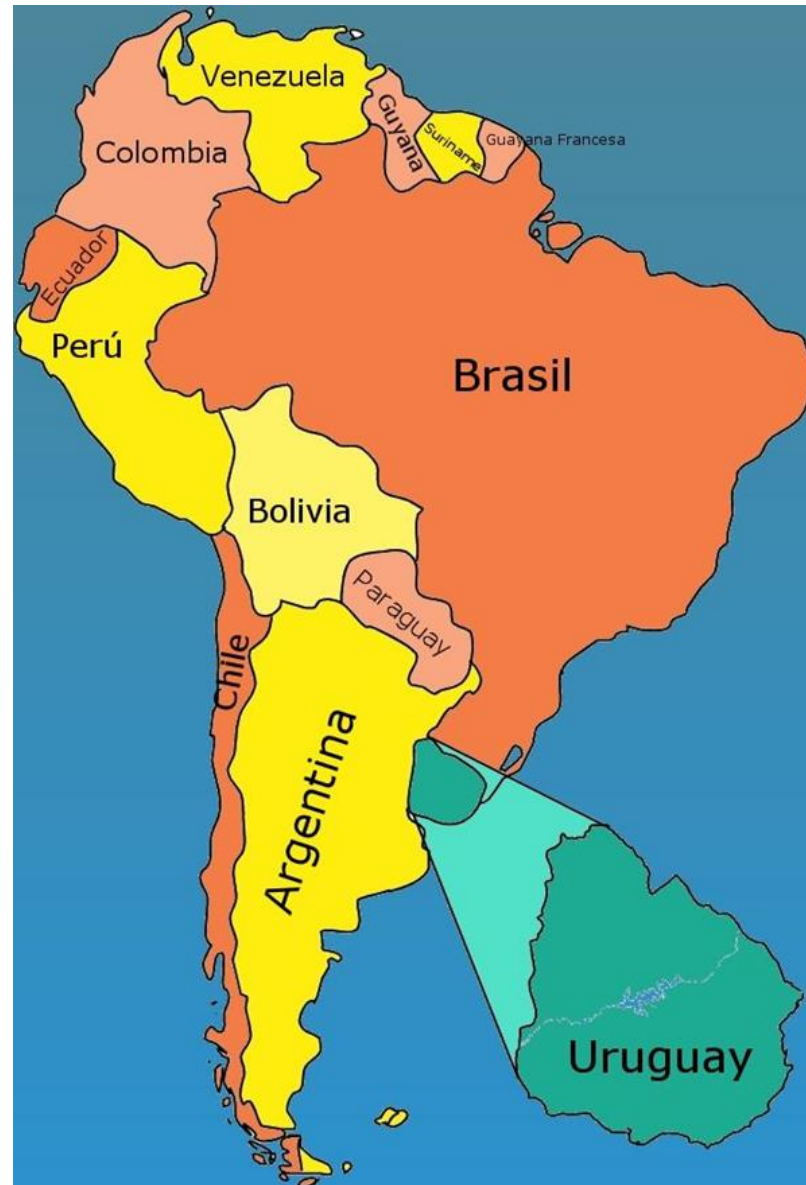 Venezuela
Guyana
Suriname
Guayana Francesa
Colombia
Ecuador
Perú
Brasil
Bolivia
Paraguay
Chile
Argentina
Uruguay